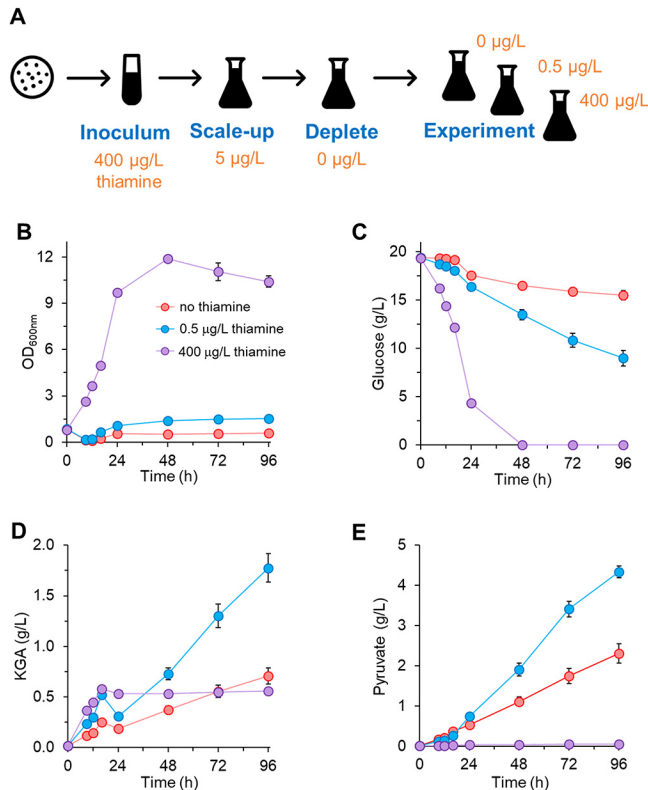 A
0 µg/L
0.5 µg/L
400 µg/L
Inoculum
Scale-up
Deplete
Experiment
400 µg/L
thiamine
5 µg/L
0 µg/L
B
12
9
6
3
0
OD600nm
no thiamine
0.5 µg/L thiamine
400 µg/L thiamine
0 24 48 72 96
Time (h)
C
20
15
10
5
0
Glucose (g/L)
0 24 48 72 96
Time (h)
D
2.0
1.5
1.0
0.5
0.0
KGA (g/L)
0 24 48 72 96
Time (h)
E
5
4
3
2
1
0
Pyruvate (g/L)
0 24 48 72 96
Time (h)